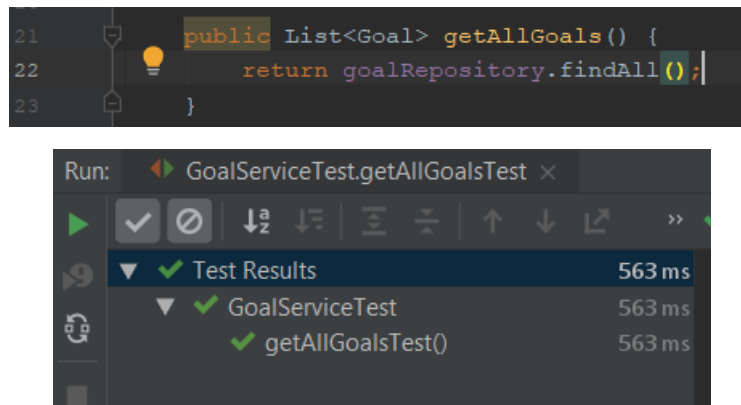 21 public List<Goal> getAllGoals() {
22 return goalRepository.findAll();
23 }
Run: GoalServiceTest.getAllGoalsTest ×
Test Results 563 ms
GoalServiceTest 563 ms
getAllGoalsTest() 563 ms